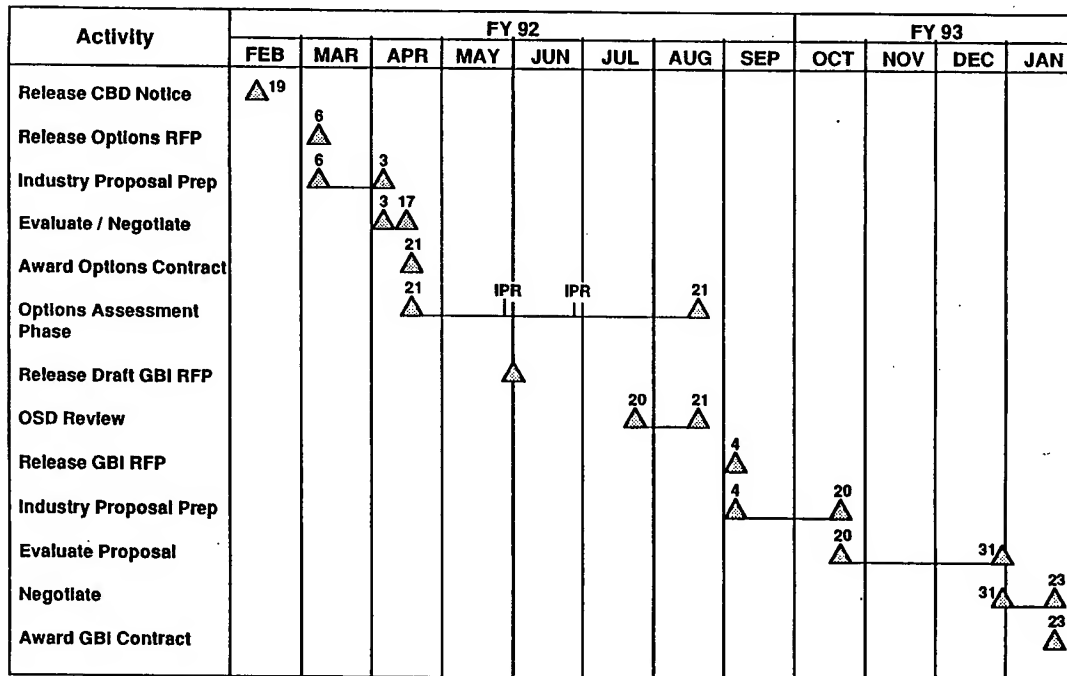 Activity
FY 92
FY 93
FEB MAR APR MAY JUN JUL AUG SEP OCT NOV DEC JAN
Release CBD Notice 19
Release Options RFP 6
Industry Proposal Prep 6 3
Evaluate / Negotiate 3 17
Award Options Contract 21
Options Assessment 21 IPR IPR 21
Phase
Release Draft GBI RFP
OSD Review 20 21
Release GBI RFP 4
Industry Proposal Prep 4 20
Evaluate Proposal 20 31
Negotiate 31 23
Award GBI Contract 23